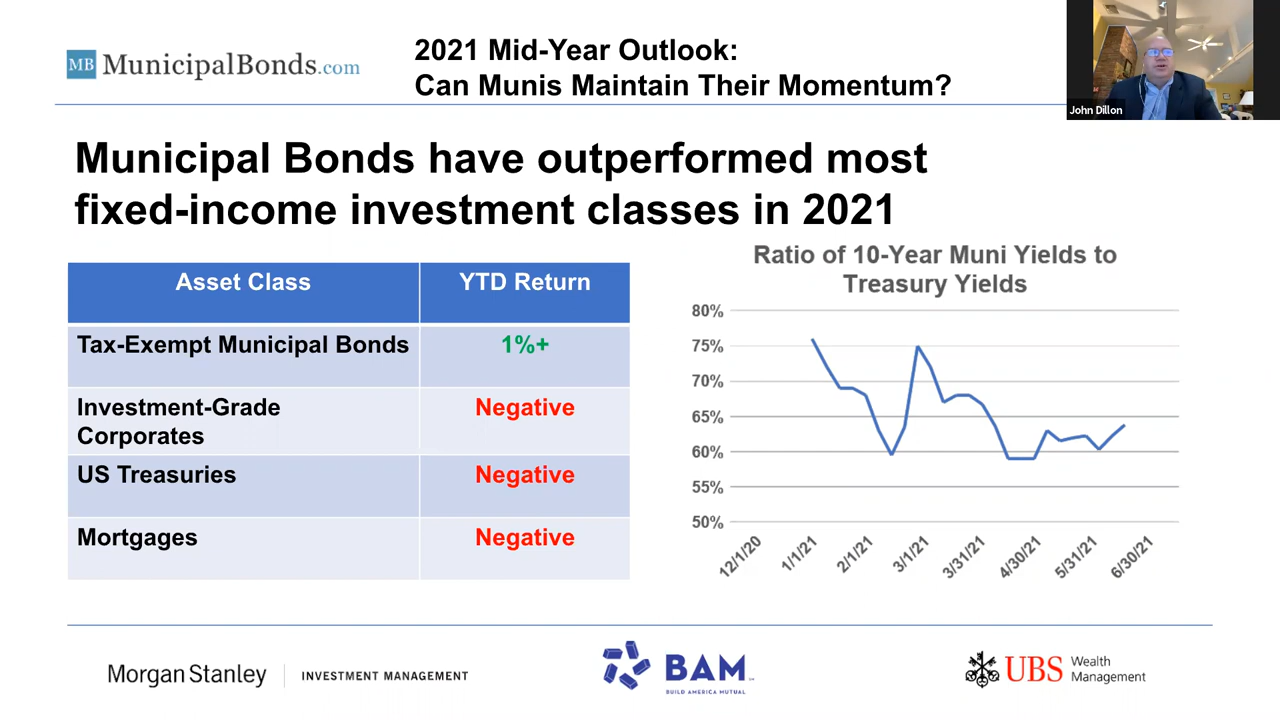 MB MunicipalBonds.com
2021 Mid-Year Outlook:
Can Munis Maintain Their Momentum?
John Dillon
Municipal Bonds have outperformed most
fixed-income investment classes in 2021
Asset Class YTD Return
Tax-Exempt Municipal Bonds 1%+
Investment-Grade
Corporates
Negative
US Treasuries Negative
Mortgages Negative
Ratio of 10-Year Muni Yields to
Treasury Yields
80%
75%
70%
65%
60%
55%
50%
12/1/20 1/1/21 2/1/21 3/1/21 3/31/21 4/30/21 5/31/21 6/30/21
Morgan Stanley INVESTMENT MANAGEMENT
BAM
BUILD AMERICA MUTUAL
UBS
Wealth
Management